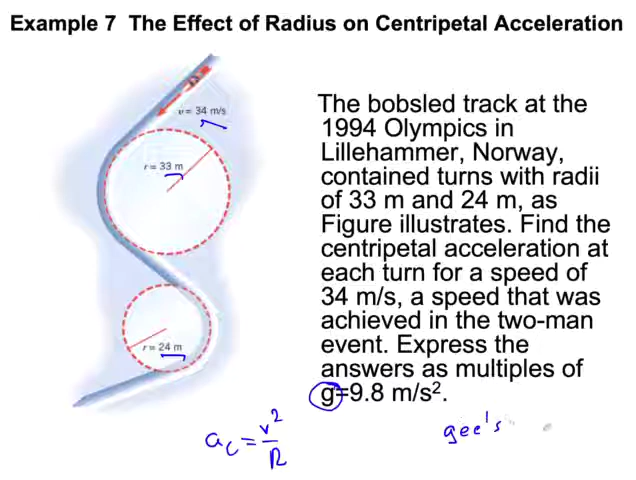 Example 7 The Effect of Radius on Centripetal Acceleration
v = 34 m/s
r = 33 m
r = 24 m
The bobsled track at the
1994 Olympics in
Lillehammer, Norway,
contained turns with radii
of 33 m and 24 m, as
Figure illustrates. Find the
centripetal acceleration at
each turn for a speed of
34 m/s, a speed that was
achieved in the two-man
event. Express the
answers as multiples of
g=9.8 m/s².
a_c = v²/R
gee's